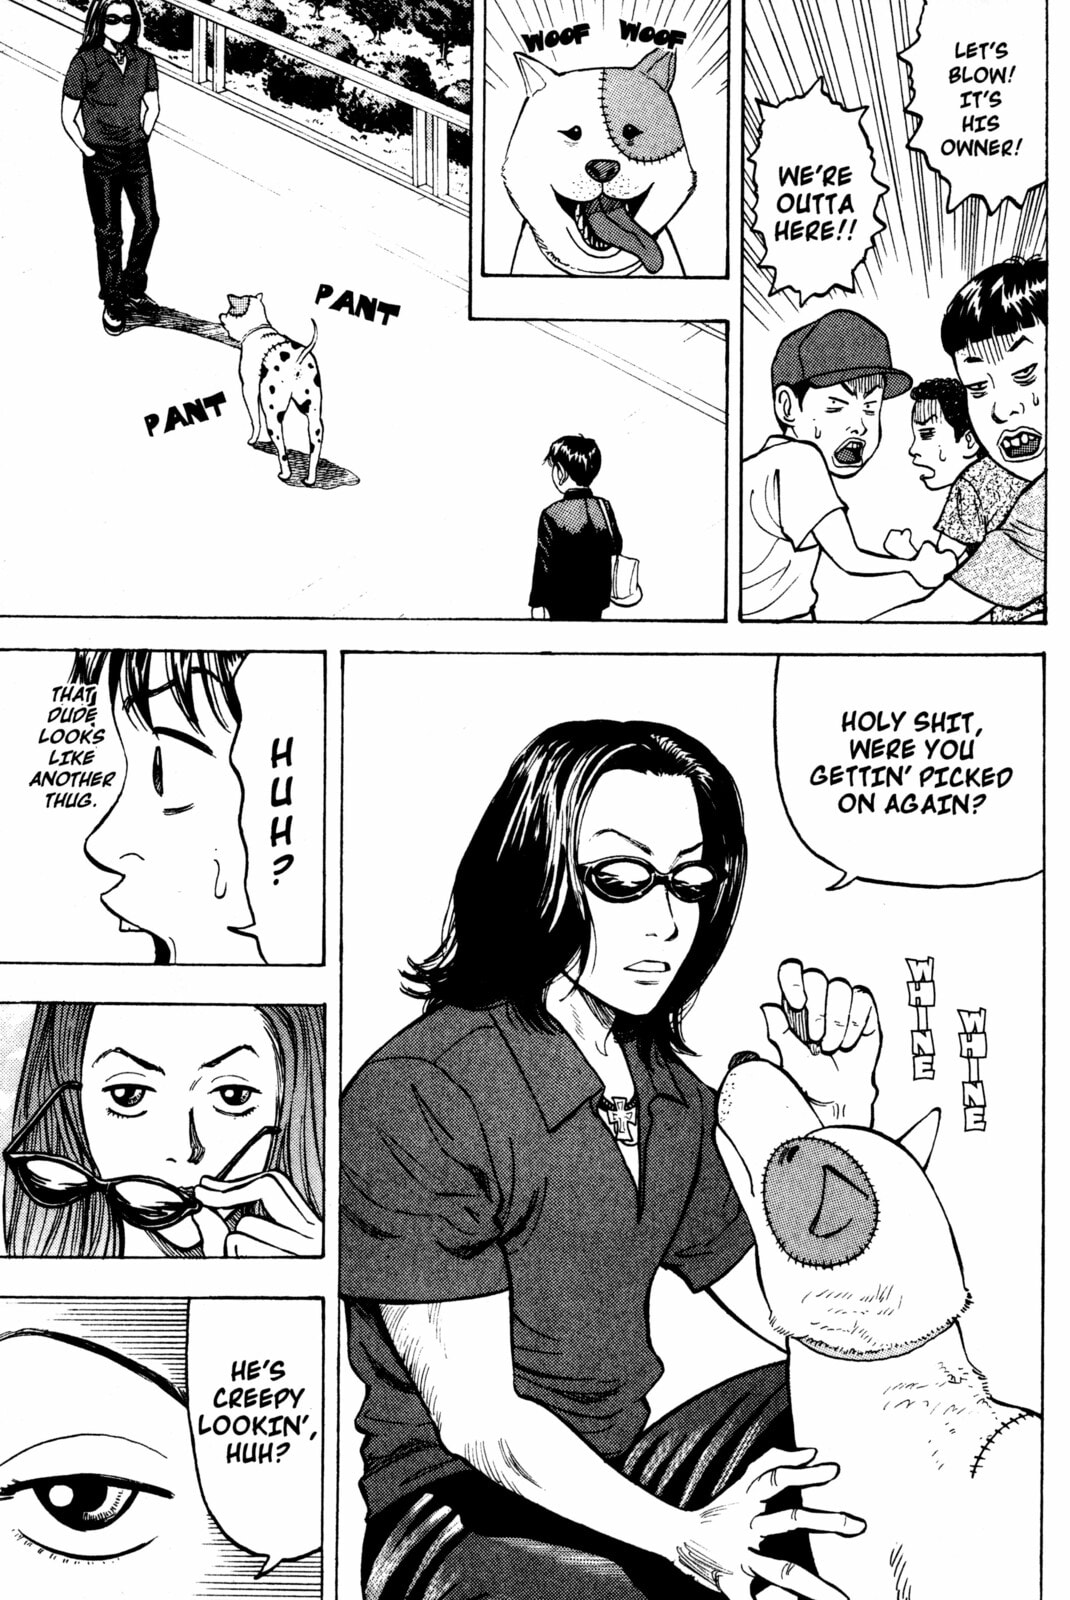 LET'S
BLOW!
IT'S
HIS
OWNER!
WE'RE
OUTTA
HERE!!
WOOF WOOF
PANT
PANT
HOLY SHIT,
WERE YOU
GETTIN' PICKED
ON AGAIN?
WHINE
WHINE
HUH?
THAT
DUDE
LOOKS
LIKE
ANOTHER
THUG.
HE'S
CREEPY
LOOKIN',
HUH?